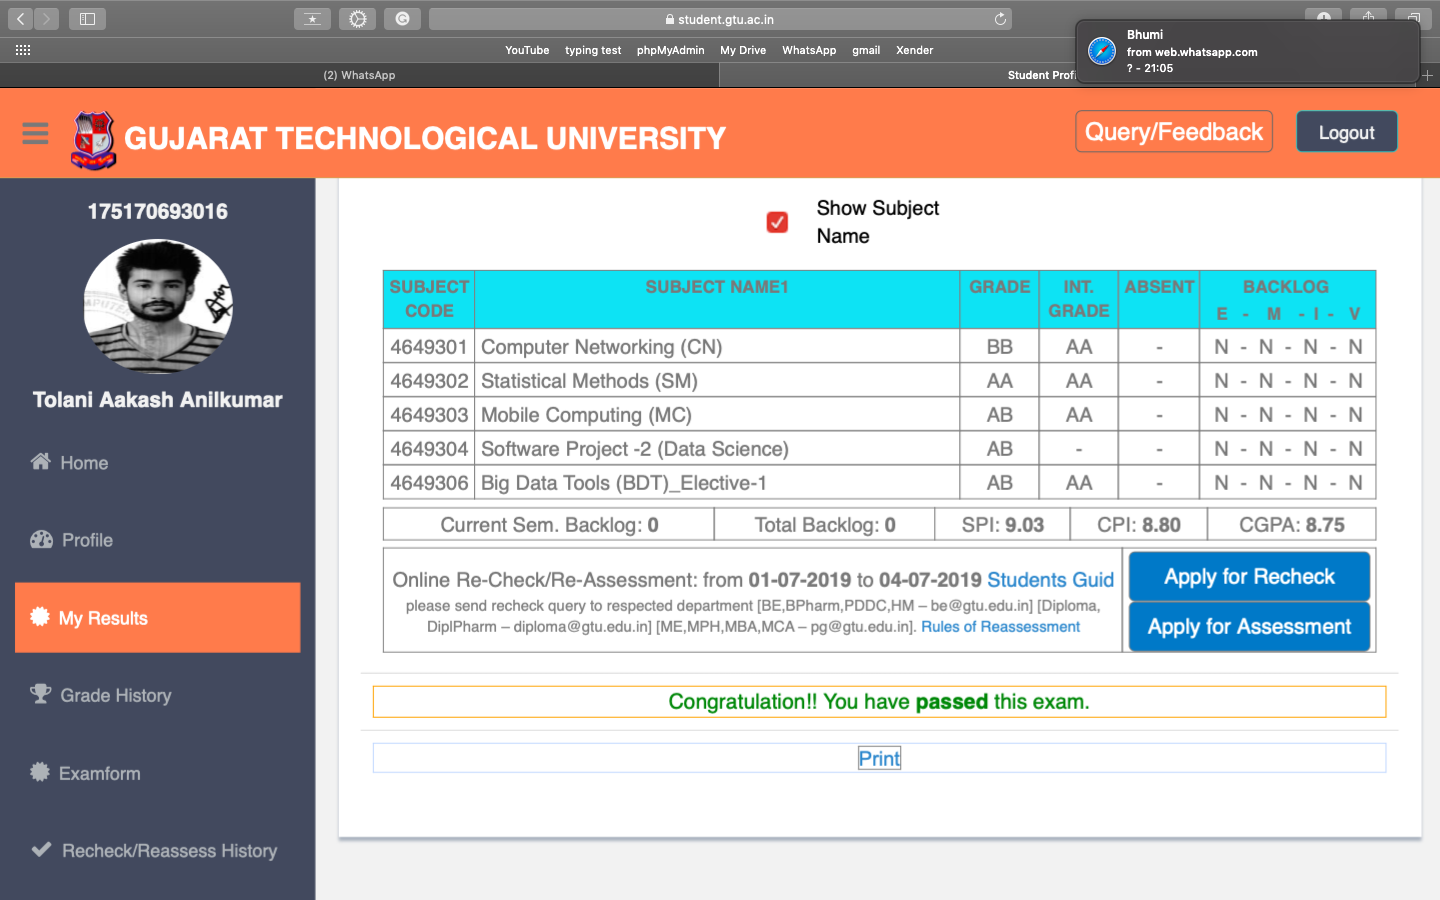 student.gtu.ac.in
YouTube typing test phpMyAdmin My Drive WhatsApp gmail Xender
Bhumi
from web.whatsapp.com
? - 21:05
(2) WhatsApp
Student Prof
GUJARAT TECHNOLOGICAL UNIVERSITY
Query/Feedback
Logout
175170693016
Tolani Aakash Anilkumar
Home
Profile
My Results
Grade History
Examform
Recheck/Reassess History
Show Subject
Name
SUBJECT CODE SUBJECT NAME1 GRADE INT. GRADE ABSENT BACKLOG
E - M - I - V
4649301 Computer Networking (CN) BB AA - N - N - N - N
4649302 Statistical Methods (SM) AA AA - N - N - N - N
4649303 Mobile Computing (MC) AB AA - N - N - N - N
4649304 Software Project -2 (Data Science) AB - - N - N - N - N
4649306 Big Data Tools (BDT)_Elective-1 AB AA - N - N - N - N
Current Sem. Backlog: 0 Total Backlog: 0 SPI: 9.03 CPI: 8.80 CGPA: 8.75
Online Re-Check/Re-Assessment: from 01-07-2019 to 04-07-2019 Students Guid
please send recheck query to respected department [BE,BPharm,PDDC,HM – be@gtu.edu.in] [Diploma,
DiplPharm – diploma@gtu.edu.in] [ME,MPH,MBA,MCA – pg@gtu.edu.in]. Rules of Reassessment
Apply for Recheck
Apply for Assessment
Congratulation!! You have passed this exam.
Print